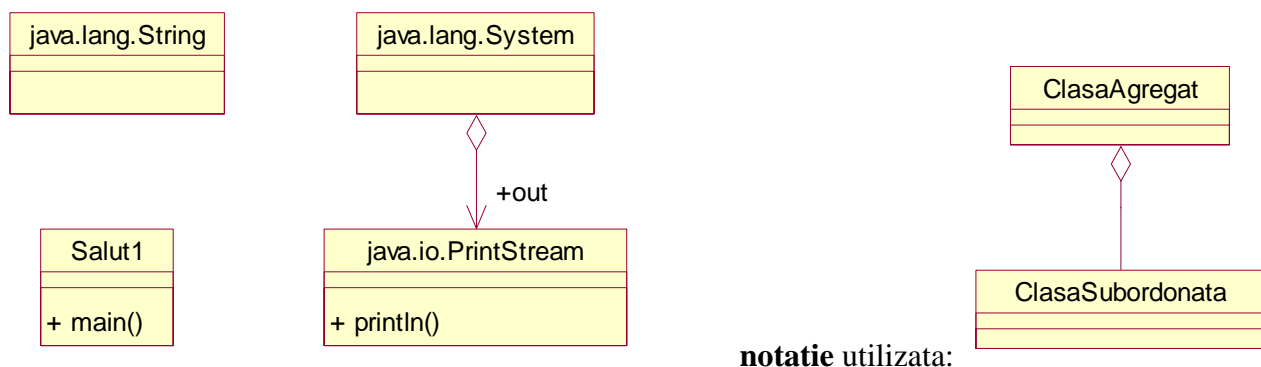 java.lang.String
java.lang.System
ClasaAgregat
+out
Salut1
java.io.PrintStream
+ main()
+ println()
ClasaSubordonata
notatie utilizata: